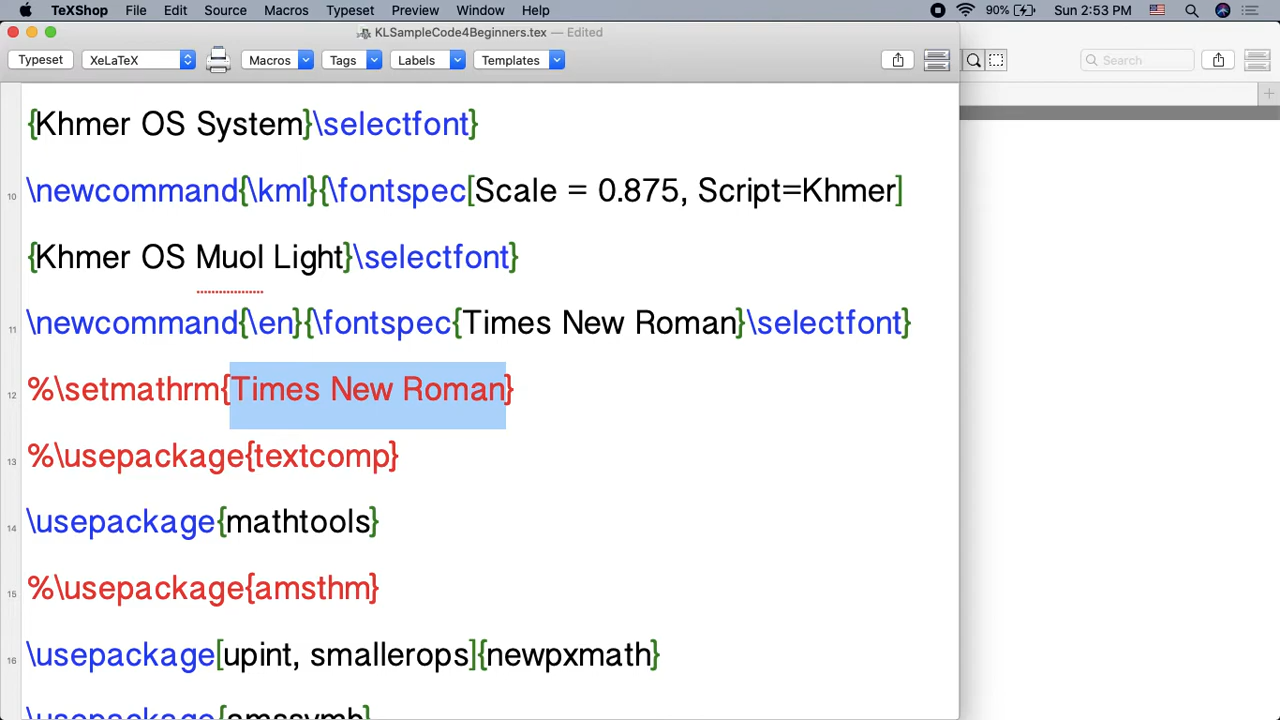 TeXShop File Edit Source Macros Typeset Preview Window Help 90% Sun 2:53 PM
KLSampleCode4Beginners.tex — Edited
Typeset XeLaTeX Macros Tags Labels Templates Search
{Khmer OS System}\selectfont}
10 \newcommand{\kml}{\fontspec[Scale = 0.875, Script=Khmer]
{Khmer OS Muol Light}\selectfont}
11 \newcommand{\en}{\fontspec{Times New Roman}\selectfont}
12 %\setmathrm{Times New Roman}
13 %\usepackage{textcomp}
14 \usepackage{mathtools}
15 %\usepackage{amsthm}
16 \usepackage[upint, smallerops]{newpxmath}
\usepackage{amssymb}